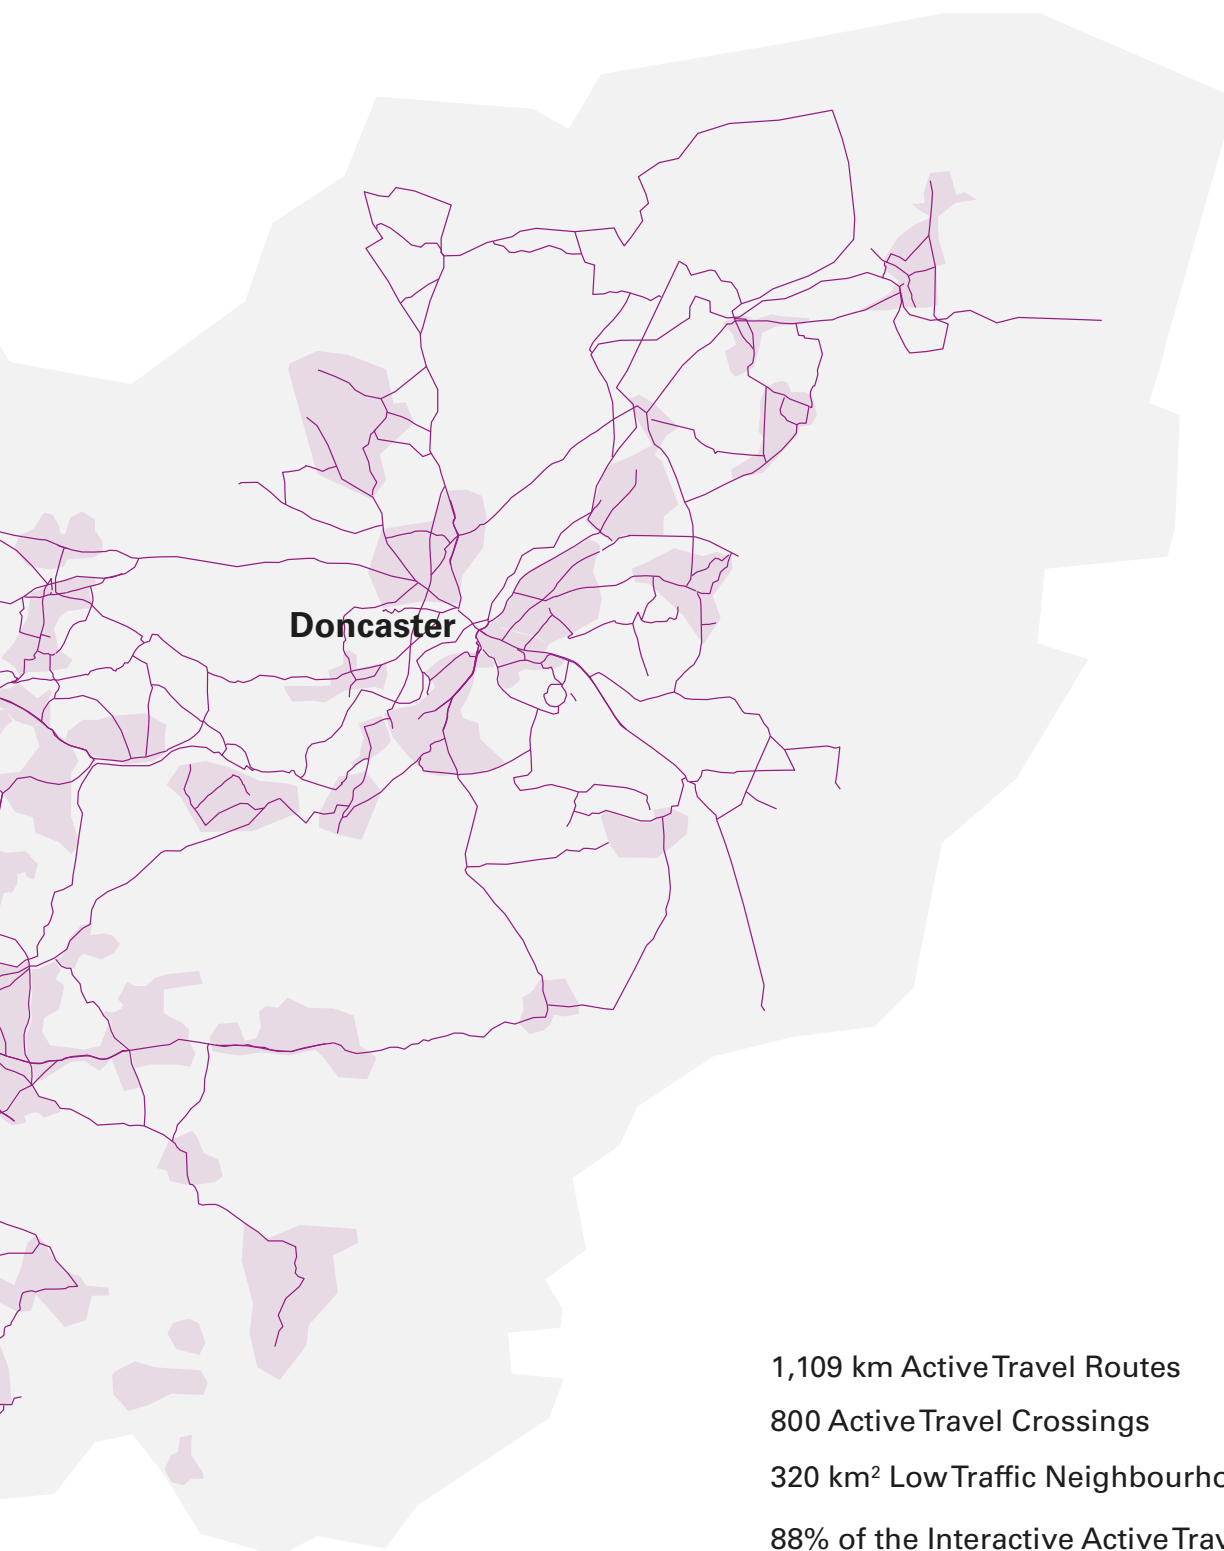 Doncaster
1,109 km Active Travel Routes
800 Active Travel Crossings
320 km² Low Traffic
88% of the Interactive Active